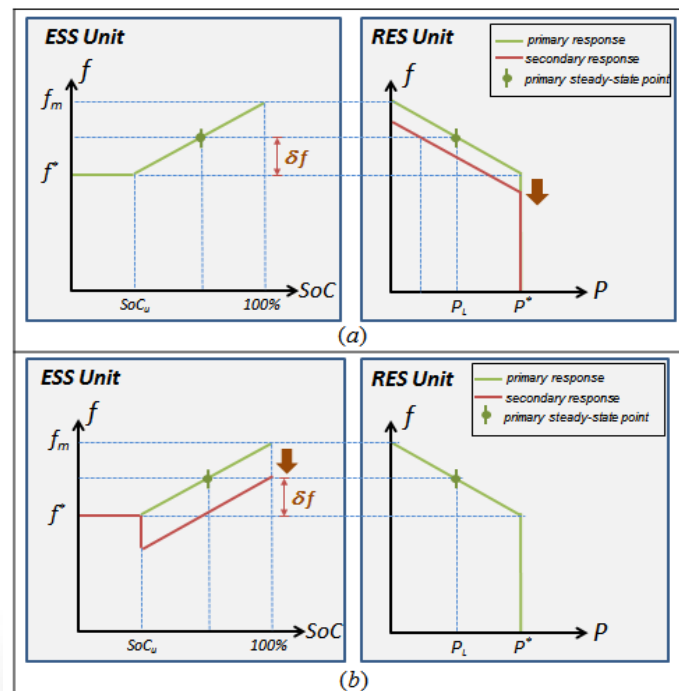 ESS Unit
f
f_m
f*
δf
SoC_u
100%
SoC
RES Unit
primary response
secondary response
primary steady-state point
f
P_L
P*
P
(a)
ESS Unit
f
f_m
f*
δf
SoC_u
100%
SoC
RES Unit
primary response
secondary response
primary steady-state point
f
P_L
P*
P
(b)